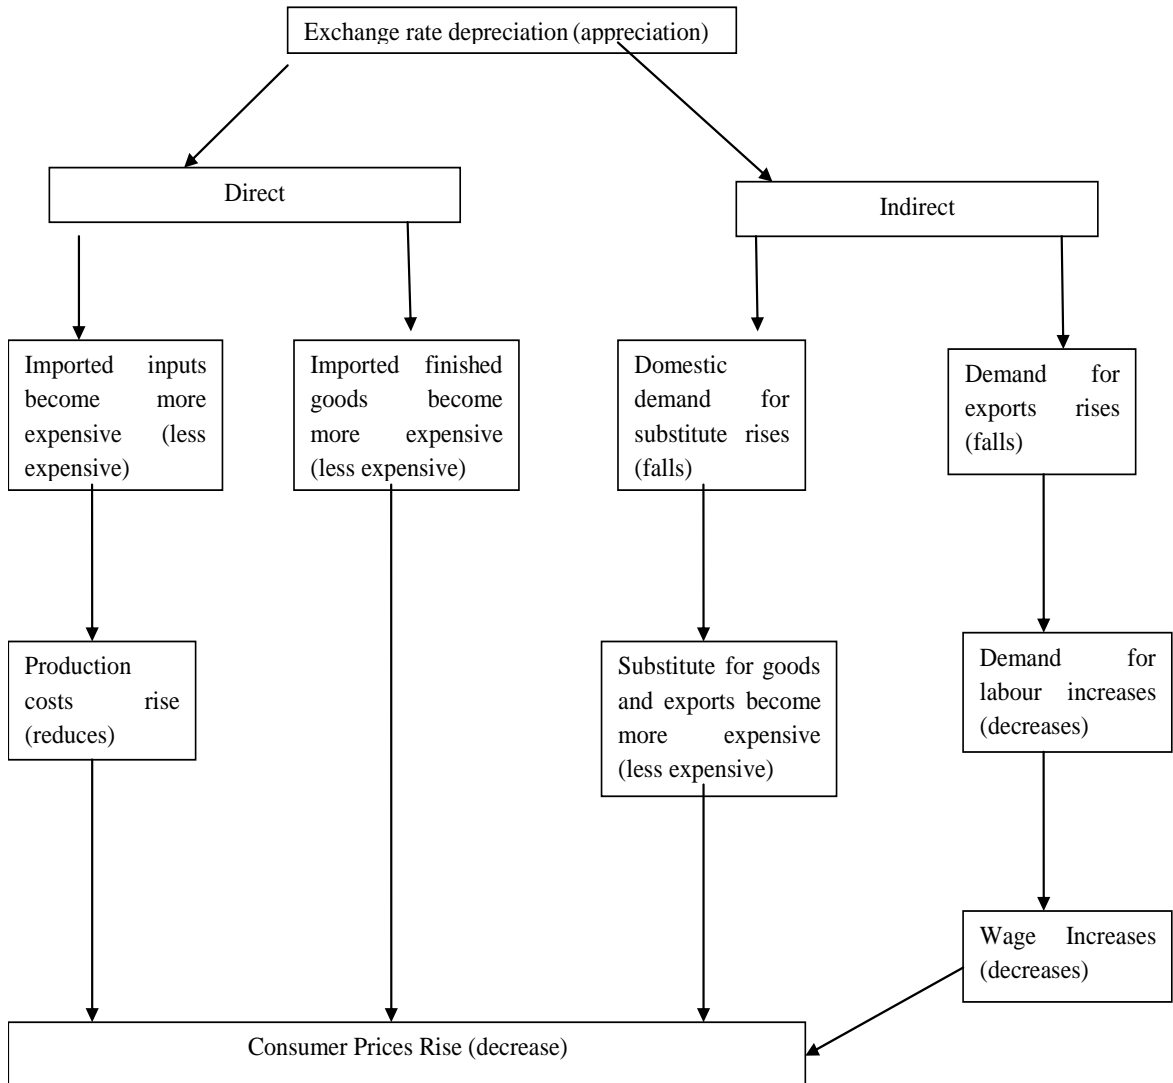 Exchange rate depreciation (appreciation)
Direct
Indirect
Imported inputs
become more
expensive (less
expensive)
Imported finished
goods become
more expensive
(less expensive)
Domestic
demand for
substitute rises
(falls)
Demand for
exports rises
(falls)
Production
costs rise
(reduces)
Substitute for goods
and exports become
more expensive
(less expensive)
Demand for
labour increases
(decreases)
Wage Increases
(decreases)
Consumer Prices Rise (decrease)